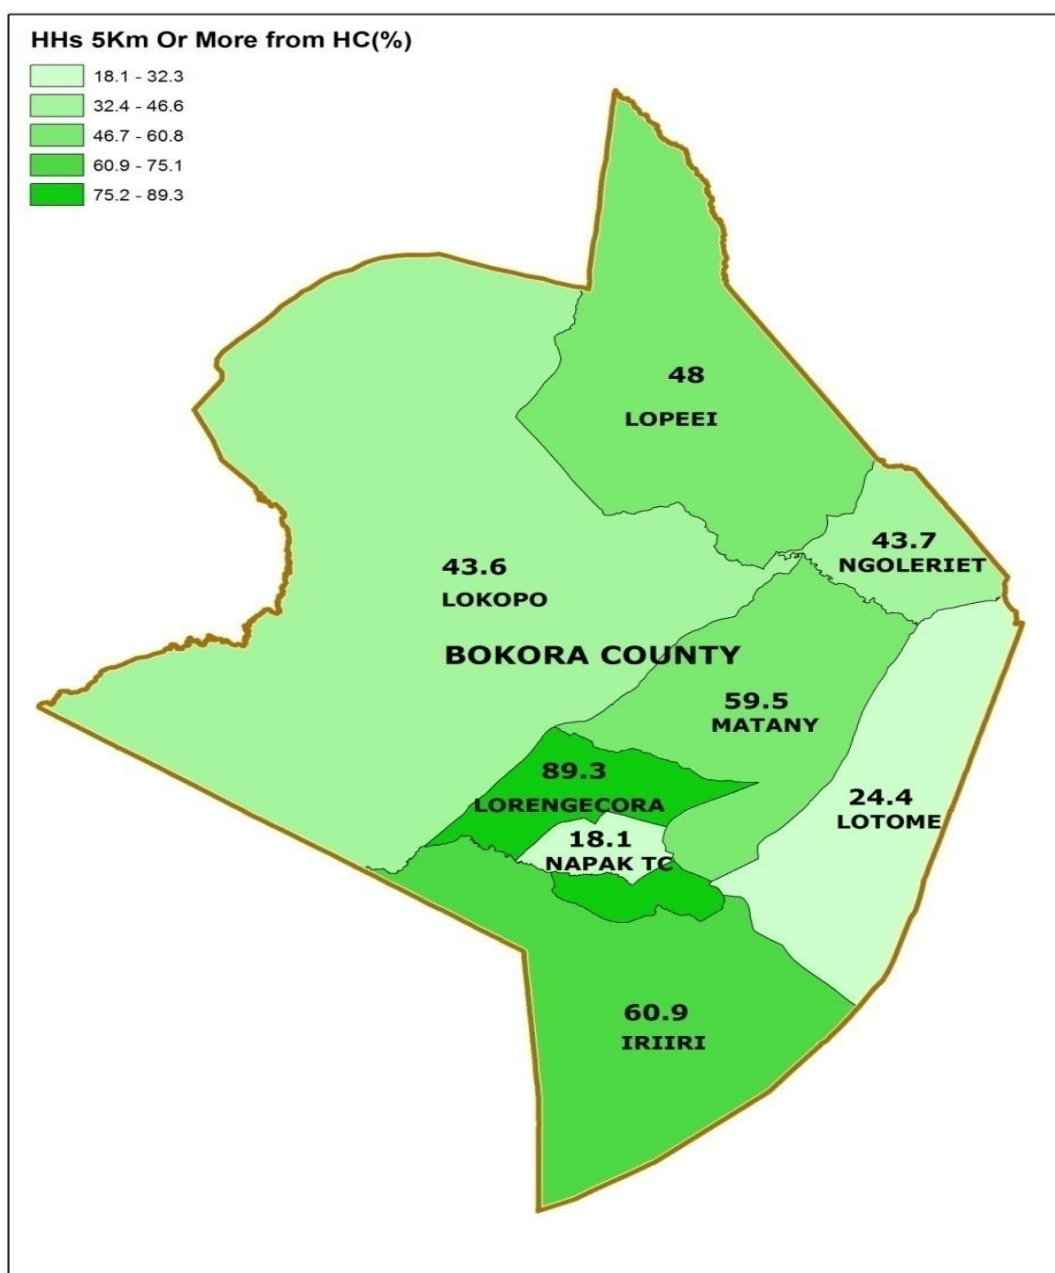 HHs 5Km Or More from HC(%)
18.1 - 32.3
32.4 - 46.6
46.7 - 60.8
60.9 - 75.1
75.2 - 89.3
48
LOPEEI
43.7
NGOLERIET
43.6
LOKOPO
BOKORA COUNTY
59.5
MATANY
89.3
LORENGECORA
24.4
LOTOME
18.1
NAPAK TC
60.9
IRIIRI